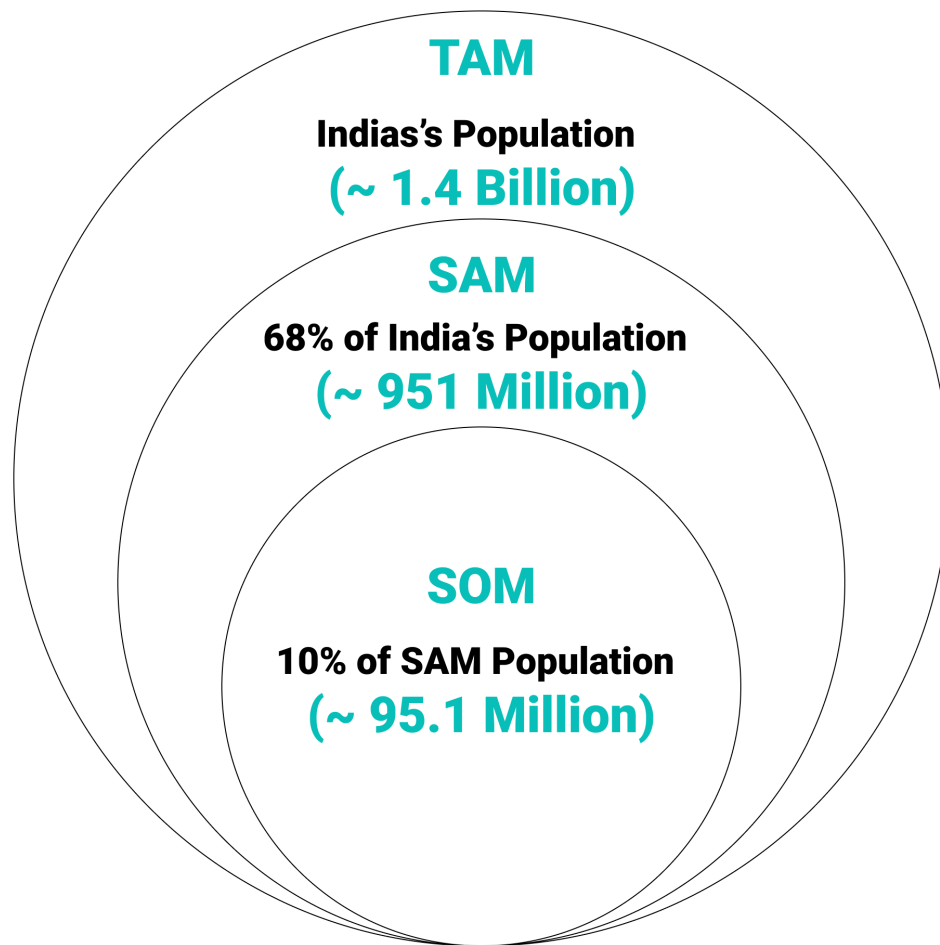 TAM
Indias's Population
(~ 1.4 Billion)
SAM
68% of India’s Population
(~ 951 Million)
SOM
10% of SAM Population
(~ 95.1 Million)